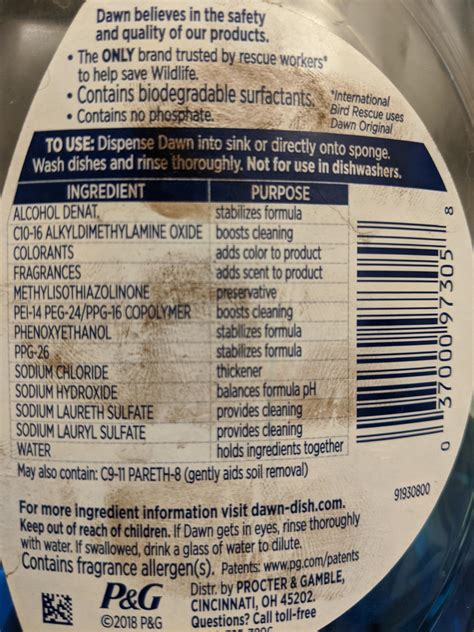 Dawn believes in the safety
and quality of our products.
• The ONLY brand trusted by rescue workers*
to help save Wildlife.
• Contains biodegradable surfactants.
• Contains no phosphate.
*International
Bird Rescue uses
Dawn Original
TO USE: Dispense Dawn into sink or directly onto sponge.
Wash dishes and rinse thoroughly. Not for use in dishwashers.
INGREDIENT PURPOSE
ALCOHOL DENAT. stabilizes formula
C10-16 ALKYLDIMETHYLAMINE OXIDE boosts cleaning
COLORANTS adds color to product
FRAGRANCES adds scent to product
METHYLISOTHIAZOLINONE preservative
PEI-14 PEG-24/PPG-16 COPOLYMER boosts cleaning
PHENOXYETHANOL stabilizes formula
PPG-26 stabilizes formula
SODIUM CHLORIDE thickener
SODIUM HYDROXIDE balances formula pH
SODIUM LAURETH SULFATE provides cleaning
SODIUM LAURYL SULFATE provides cleaning
WATER holds ingredients together
May also contain: C9-11 PARETH-8 (gently aids soil removal)
0 37000 97305 8
91930800
For more ingredient information visit dawn-dish.com.
Keep out of reach of children. If Dawn gets in eyes, rinse thoroughly
with water. If swallowed, drink a glass of water to dilute.
Contains fragrance allergen(s). Patents: www.pg.com/patents
P&G
©2018 P&G
Distr. by PROCTER & GAMBLE,
CINCINNATI, OH 45202.
Questions? Call toll-free